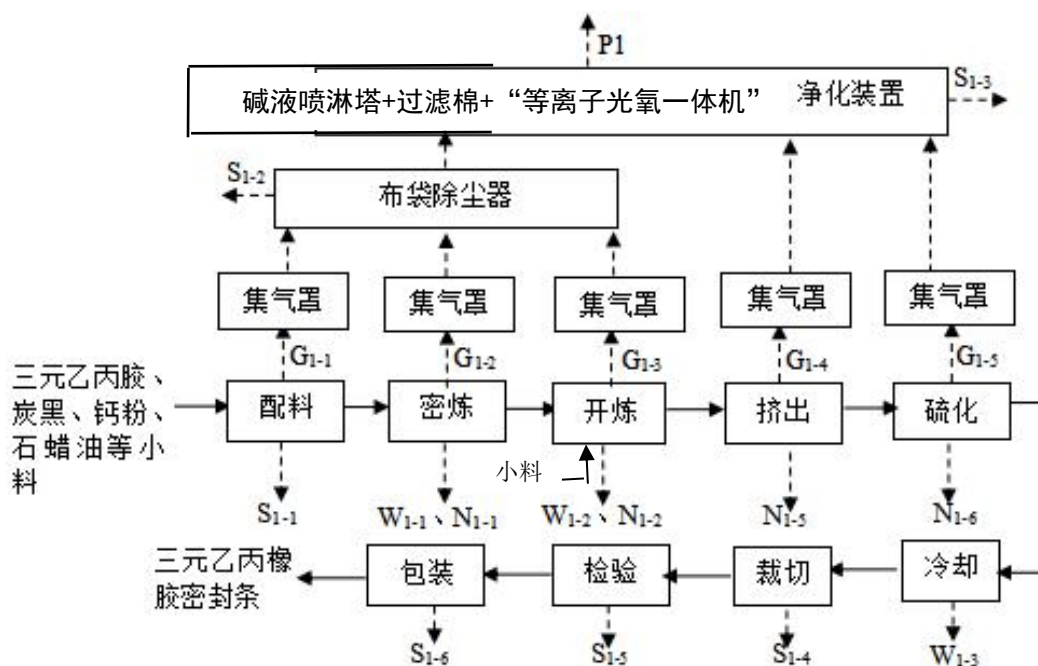 P1
碱液喷淋塔+过滤棉+“等离子光氧一体机”
净化装置
S1-3
S1-2
布袋除尘器
集气罩
集气罩
集气罩
集气罩
集气罩
G1-1
G1-2
G1-3
G1-4
G1-5
三元乙丙胶、
炭黑、钙粉、
石蜡油等小
料
配料
密炼
开炼
挤出
硫化
小料
S1-1
W1-1、N1-1
W1-2、N1-2
N1-5
N1-6
三元乙丙橡
胶密封条
包装
检验
裁切
冷却
S1-6
S1-5
S1-4
W1-3